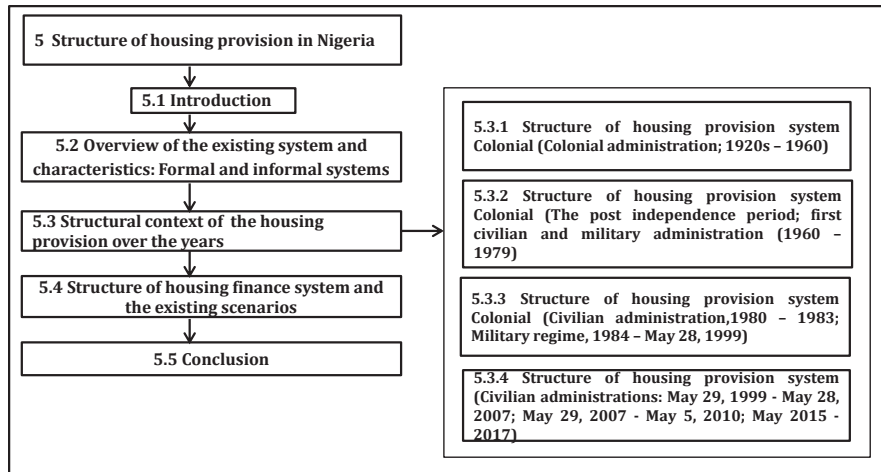 5 Structure of housing provision in Nigeria
5.1 Introduction
5.2 Overview of the existing system and
characteristics: Formal and informal systems
5.3 Structural context of the housing
provision over the years
5.4 Structure of housing finance system and
the existing scenarios
5.5 Conclusion
5.3.1 Structure of housing provision system
Colonial (Colonial administration; 1920s – 1960)
5.3.2 Structure of housing provision system
Colonial (The post independence period; first
civilian and military administration (1960 –
1979)
5.3.3 Structure of housing provision system
Colonial (Civilian administration,1980 – 1983;
Military regime, 1984 – May 28, 1999)
5.3.4 Structure of housing provision system
(Civilian administrations: May 29, 1999 - May 28,
2007; May 29, 2007 - May 5, 2010; May 2015 -
2017)